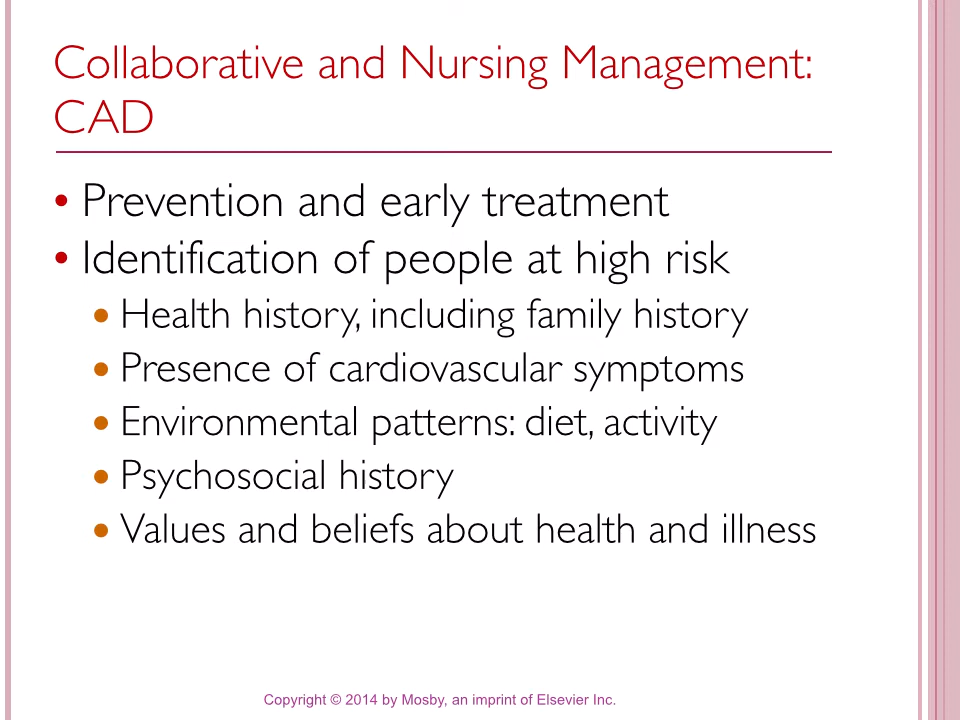 Collaborative and Nursing Management:
CAD
• Prevention and early treatment
• Identification of people at high risk
• Health history, including family history
• Presence of cardiovascular symptoms
• Environmental patterns: diet, activity
• Psychosocial history
• Values and beliefs about health and illness
Copyright © 2014 by Mosby, an imprint of Elsevier Inc.